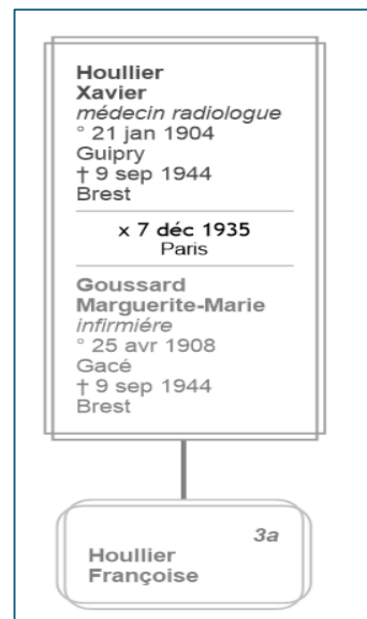 Houllier
Xavier
médecin radiologue
° 21 jan 1904
Guipry
† 9 sep 1944
Brest
x 7 déc 1935
Paris
Goussard
Marguerite-Marie
infirmiére
° 25 avr 1908
Gacé
† 9 sep 1944
Brest
3a
Houllier
Françoise